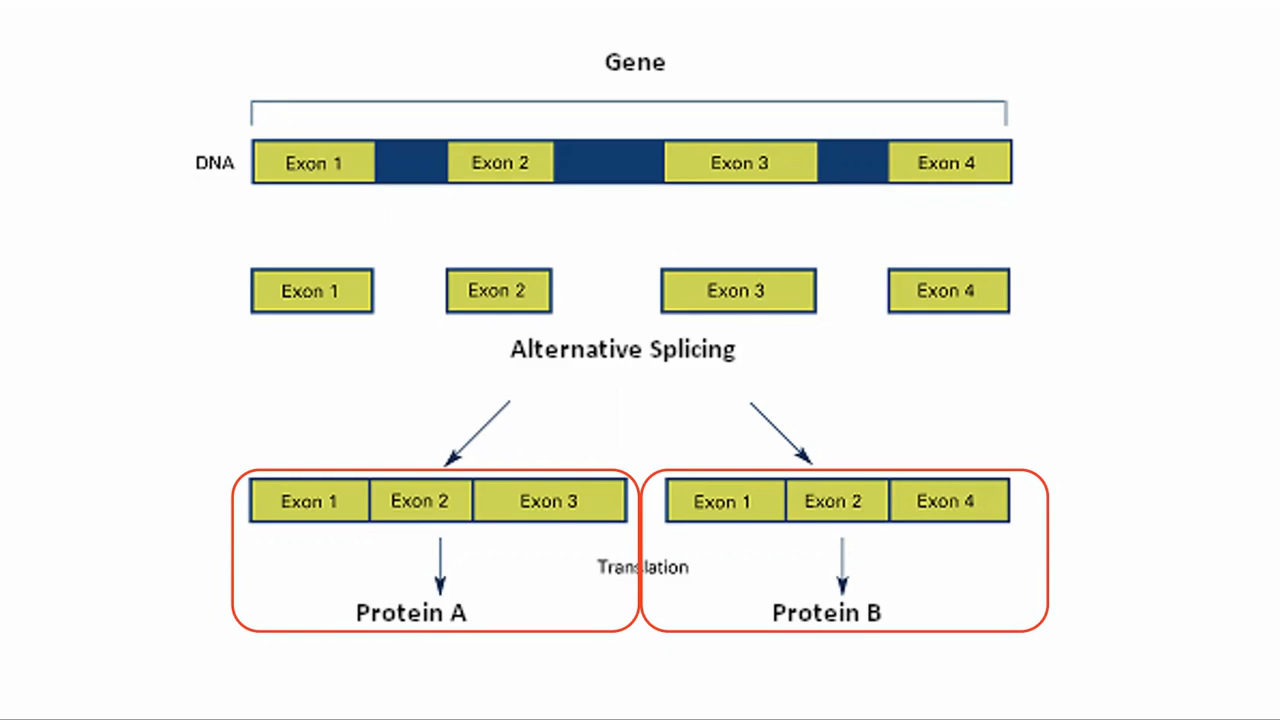 Gene
DNA Exon 1 Exon 2 Exon 3 Exon 4
Exon 1 Exon 2 Exon 3 Exon 4
Alternative Splicing
Exon 1 Exon 2 Exon 3 Exon 1 Exon 2 Exon 4
Translation
Protein A Protein B